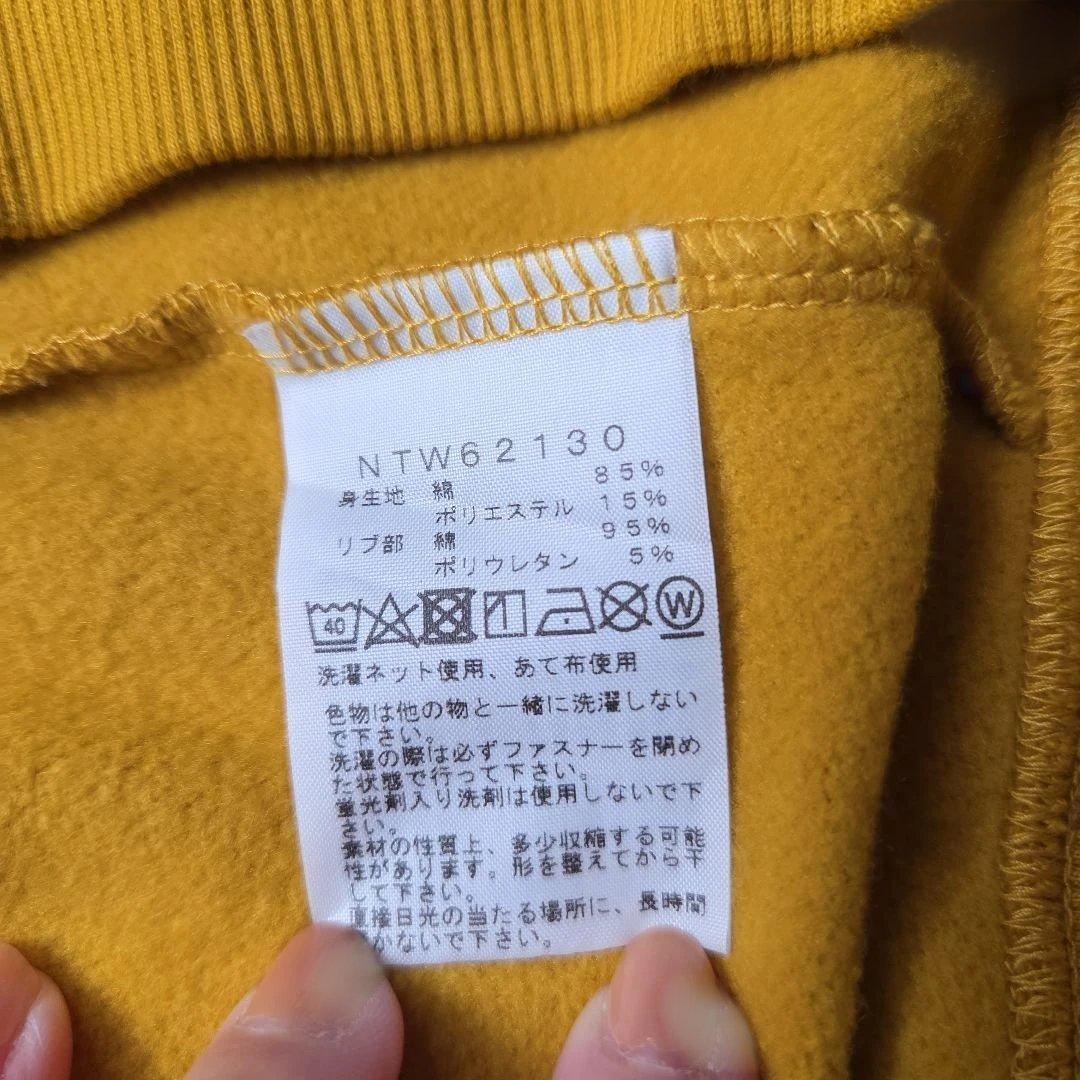 NTW62130
身生地 綿 85%
ポリエステル 15%
リブ部 綿 95%
ポリウレタン 5%
40 W
洗濯ネット使用、あて布使用
色物は他の物と一緒に洗濯しない
で下さい。
洗濯の際は必ずファスナーを閉め
た状態で行って下さい。
蛍光剤入り洗剤は使用しないで下
さい。
素材の性質上、多少収縮する可能
性があります。形を整えてから干
して下さい。
直接日光の当たる場所に、長時間
かないで下さい。